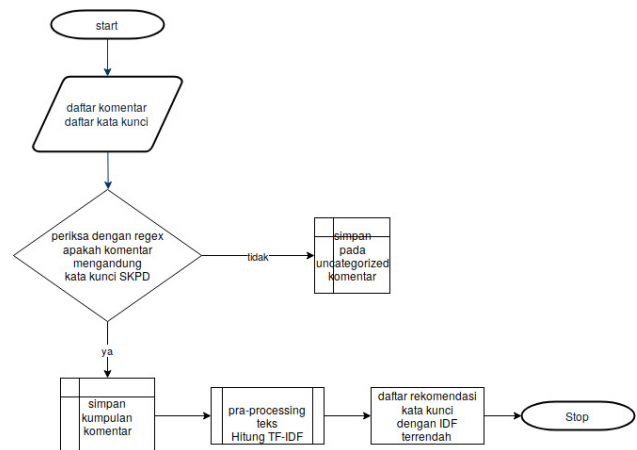 start
daftar komentar
daftar kata kunci
periksa dengan regex
apakah komentar
mengandung
kata kunci SKPD
tidak
simpan
pada
uncategorized
komentar
ya
simpan
kumpulan
komentar
pra-processing
teks
Hitung TF-IDF
daftar rekomendasi
kata kunci
dengan IDF
terrendah
Stop